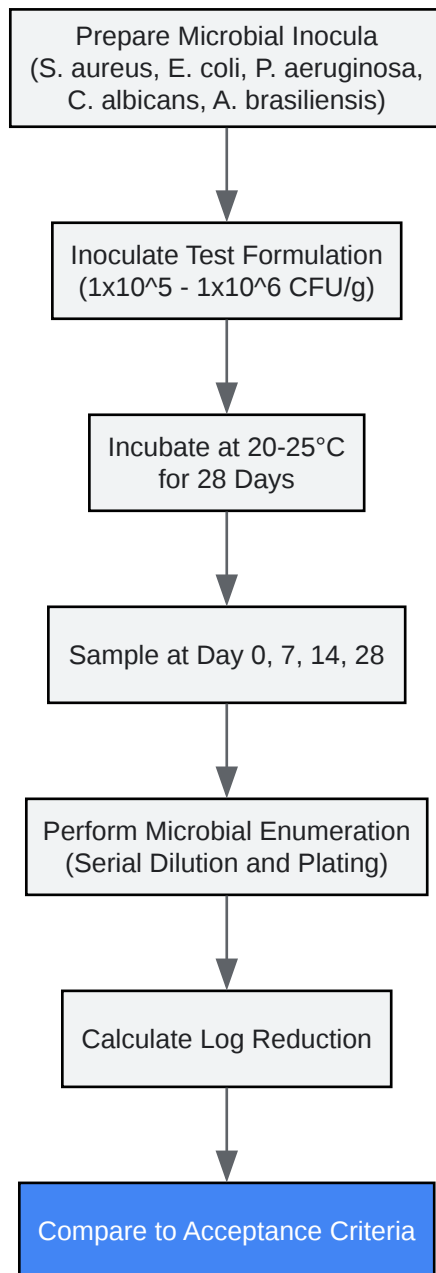 Prepare Microbial Inocula
(S. aureus, E. coli, P. aeruginosa,
C. albicans, A. brasiliensis)
Inoculate Test Formulation
(1x10^5 - 1x10^6 CFU/g)
Incubate at 20-25°C
for 28 Days
Sample at Day 0, 7, 14, 28
Perform Microbial Enumeration
(Serial Dilution and Plating)
Calculate Log Reduction
Compare to Acceptance Criteria